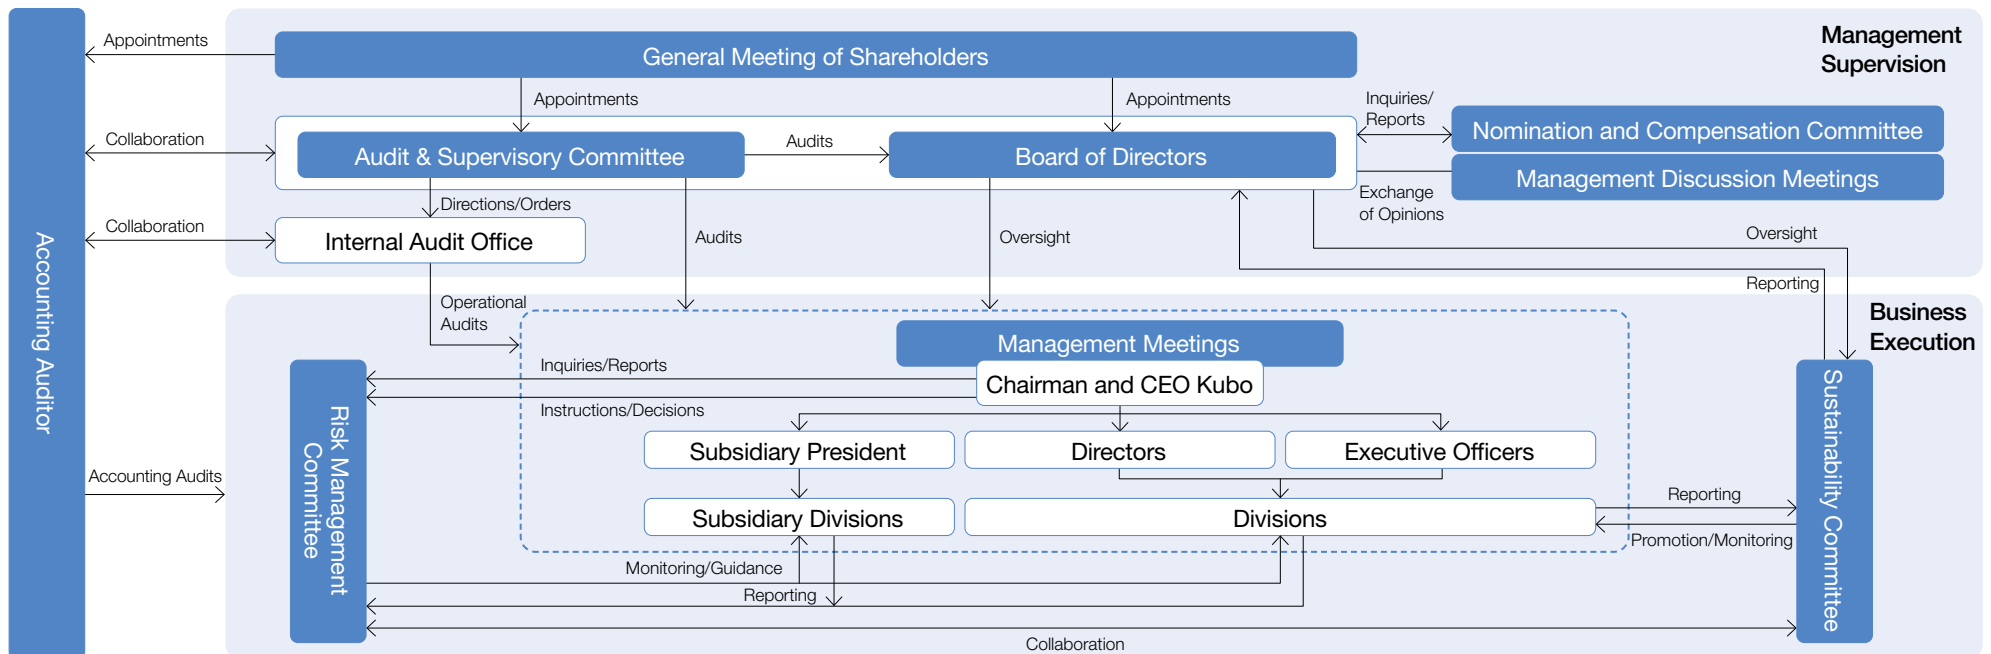 Management
Supervision
Appointments
General Meeting of Shareholders
Appointments
Appointments
Inquiries/
Reports
Nomination and Compensation Committee
Collaboration
Audit & Supervisory Committee
Audits
Board of Directors
Management Discussion Meetings
Exchange
of Opinions
Directions/Orders
Collaboration
Internal Audit Office
Audits
Oversight
Oversight
Reporting
Accounting Auditor
Operational
Audits
Business
Execution
Management Meetings
Inquiries/Reports
Chairman and CEO Kubo
Instructions/Decisions
Risk Management
Committee
Subsidiary President
Directors
Executive Officers
Sustainability Committee
Accounting Audits
Subsidiary Divisions
Divisions
Reporting
Promotion/Monitoring
Monitoring/Guidance
Reporting
Collaboration